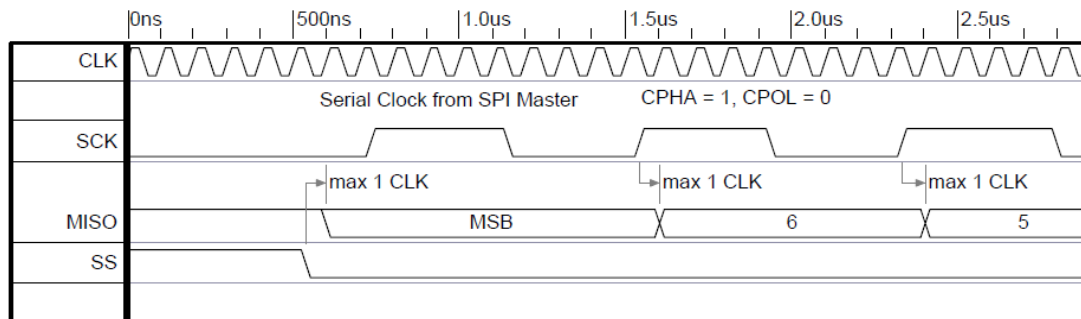 0ns 500ns 1.0us 1.5us 2.0us 2.5us
CLK
Serial Clock from SPI Master CPHA = 1, CPOL = 0
SCK
max 1 CLK max 1 CLK max 1 CLK
MISO MSB 6 5
SS